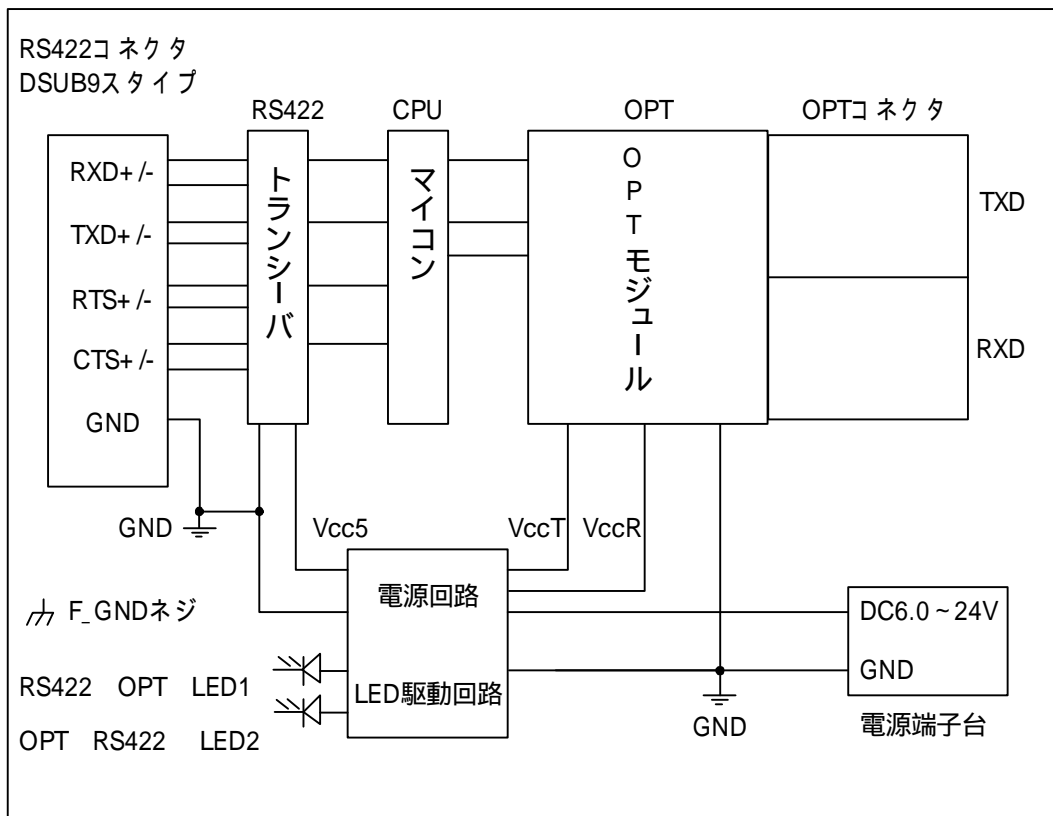 RS422コネクタ
DSUB9スタイプ
RS422
CPU
OPT
OPTコネクタ
RXD+/-
TXD+/-
RTS+/-
CTS+/-
GND
トランシーバ
マイコン
OPTモジュール
TXD
RXD
GND
Vcc5
VccT
VccR
電源回路
LED駆動回路
F_GNDネジ
RS422 OPT LED1
OPT RS422 LED2
GND
DC6.0~24V
GND
電源端子台